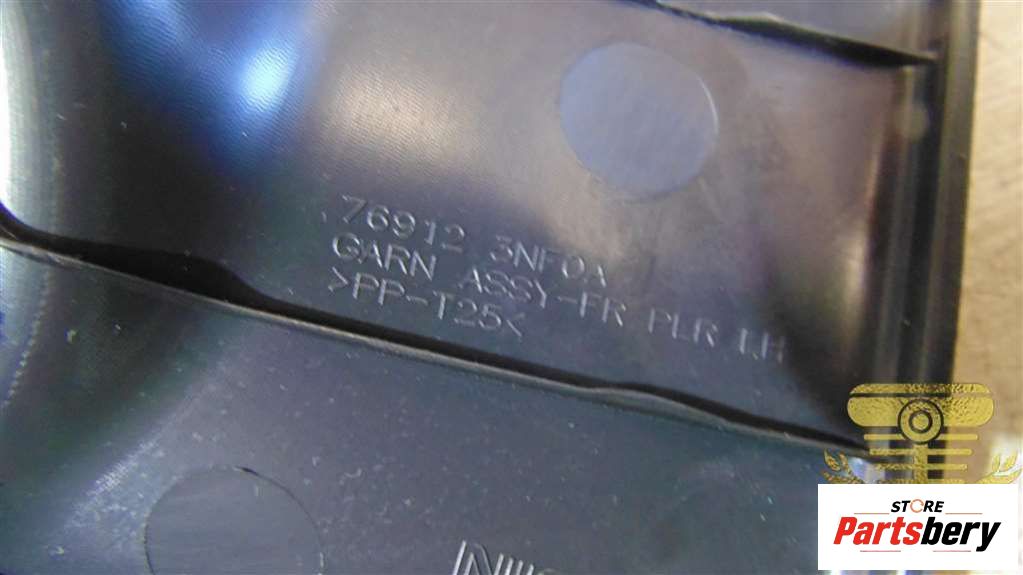 76912 3NF0A
GARN ASSY-FR PLR LH
>PP-T25<
STORE
Partsbery